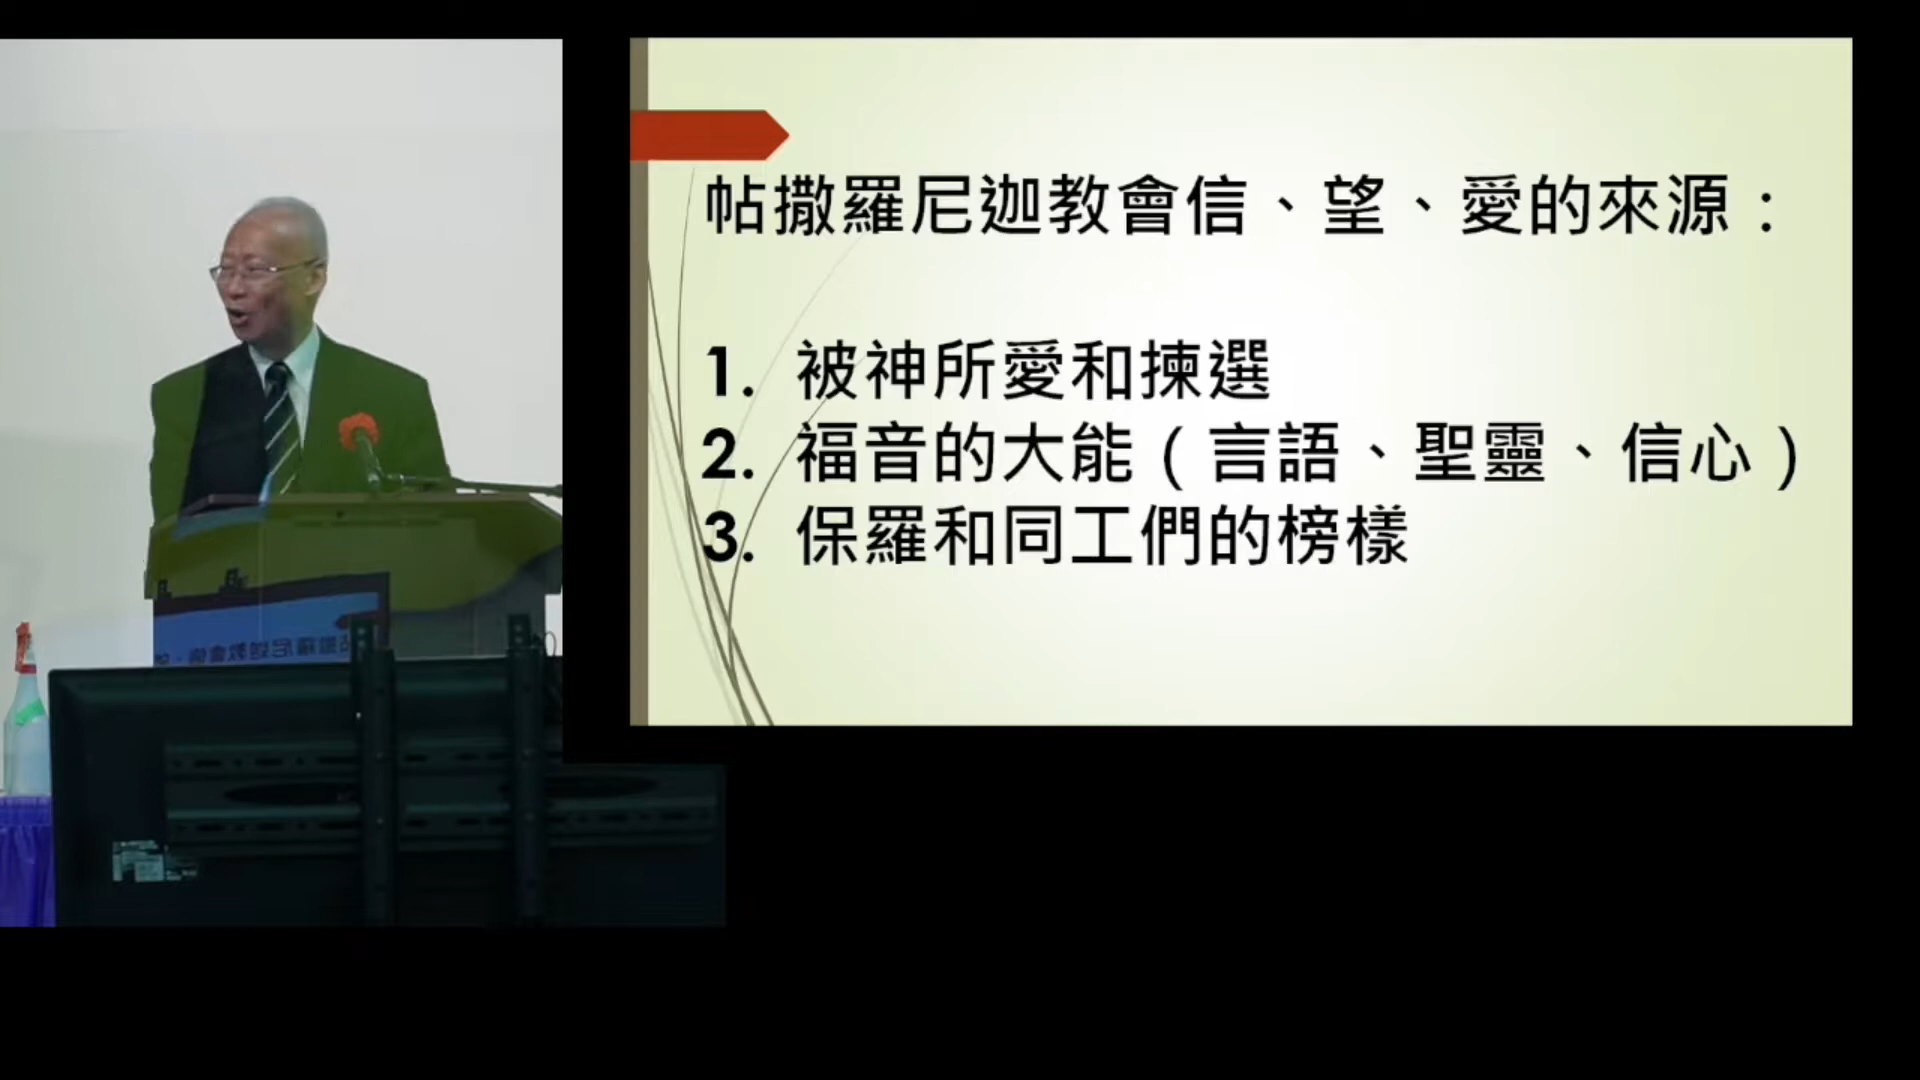 帖撒羅尼迦教會信、望、愛的來源：
1. 被神所愛和揀選
2. 福音的大能（言語、聖靈、信心）
3. 保羅和同工們的榜樣